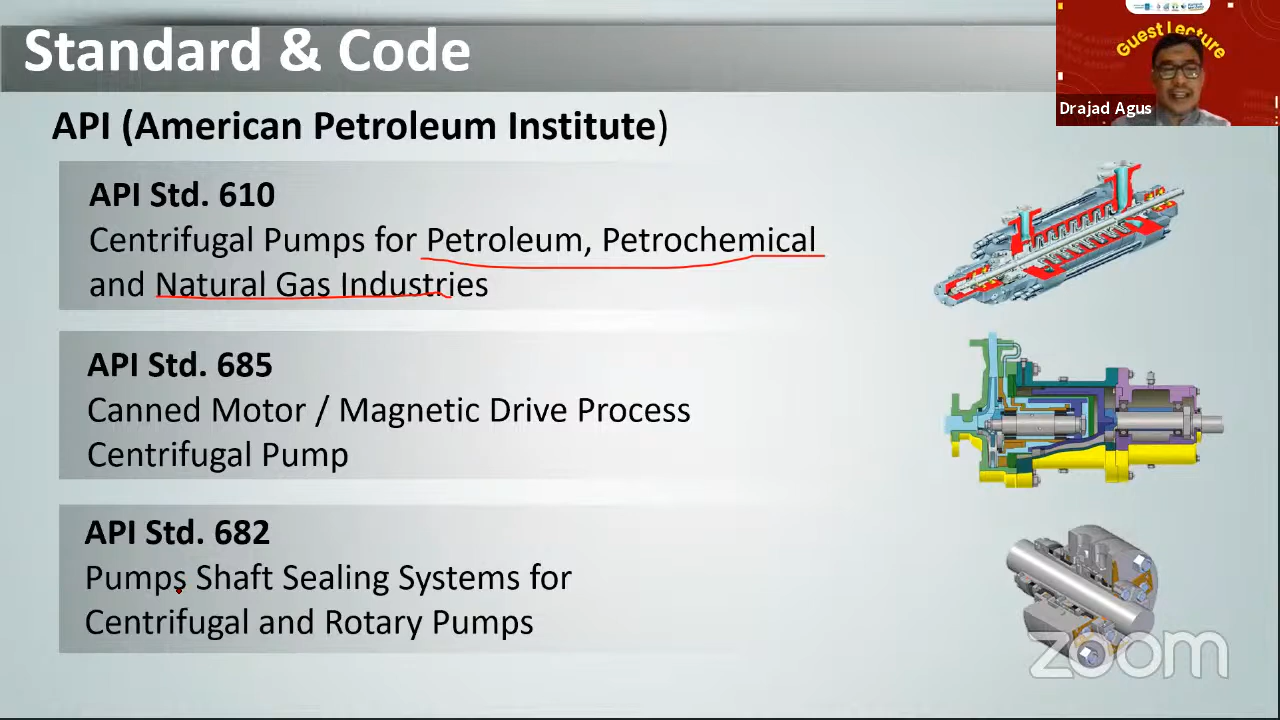 Standard & Code
Guest Lecture
Drajad Agus
API (American Petroleum Institute)
API Std. 610
Centrifugal Pumps for Petroleum, Petrochemical
and Natural Gas Industries
API Std. 685
Canned Motor / Magnetic Drive Process
Centrifugal Pump
API Std. 682
Pumps Shaft Sealing Systems for
Centrifugal and Rotary Pumps
zoom